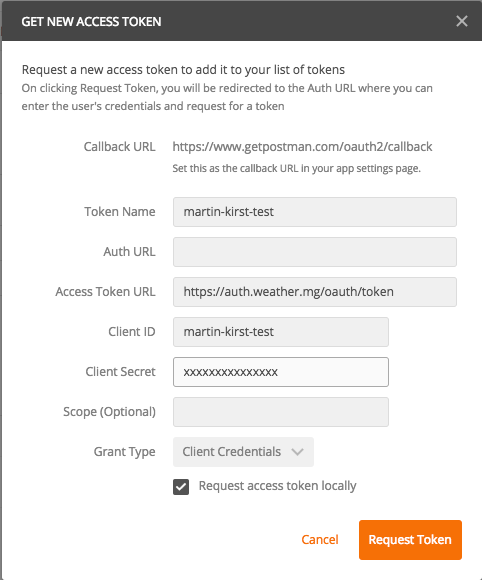 GET NEW ACCESS TOKEN
Request a new access token to add it to your list of tokens
On clicking Request Token, you will be redirected to the Auth URL where you can
enter the user's credentials and request for a token
Callback URL https://www.getpostman.com/oauth2/callback
Set this as the callback URL in your app settings page.
Token Name martin-kirst-test
Auth URL
Access Token URL https://auth.weather.mg/oauth/token
Client ID martin-kirst-test
Client Secret xxxxxxxxxxxxxxx
Scope (Optional)
Grant Type Client Credentials
Request access token locally
Cancel Request Token